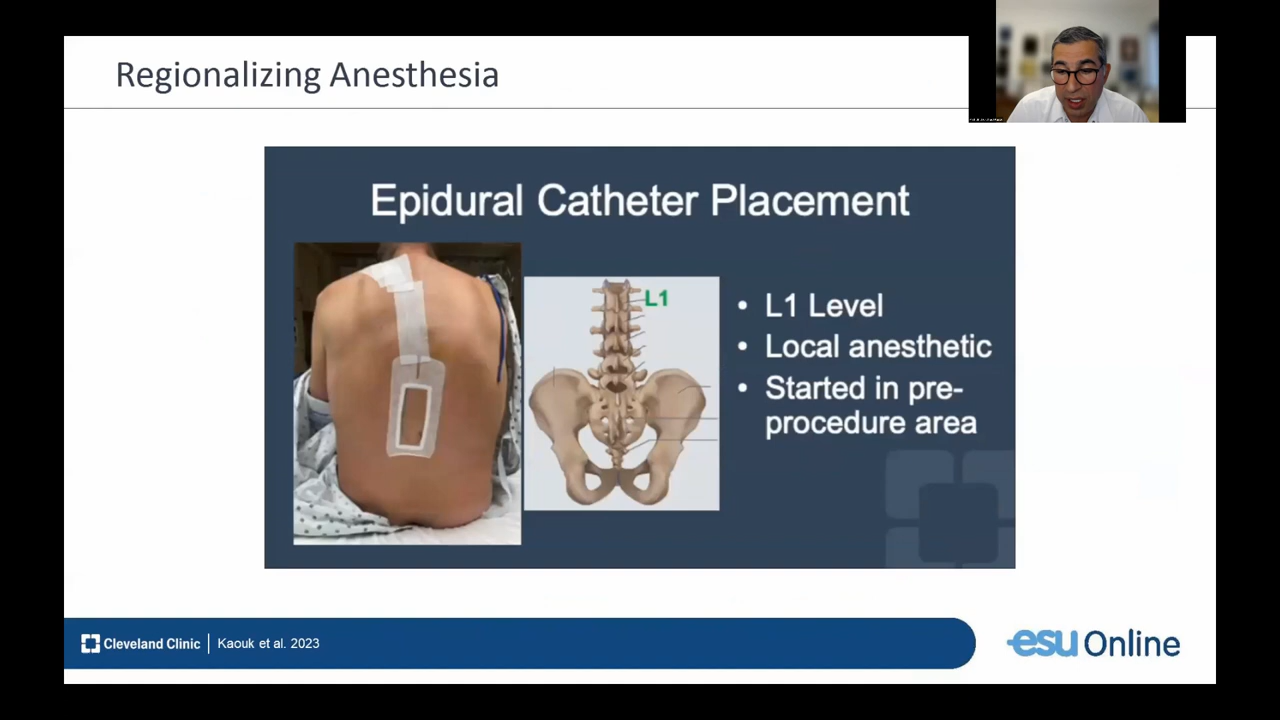 Regionalizing Anesthesia
Epidural Catheter Placement
L1
• L1 Level
• Local anesthetic
• Started in pre-
procedure area
Cleveland Clinic
Kaouk et al. 2023
esu Online